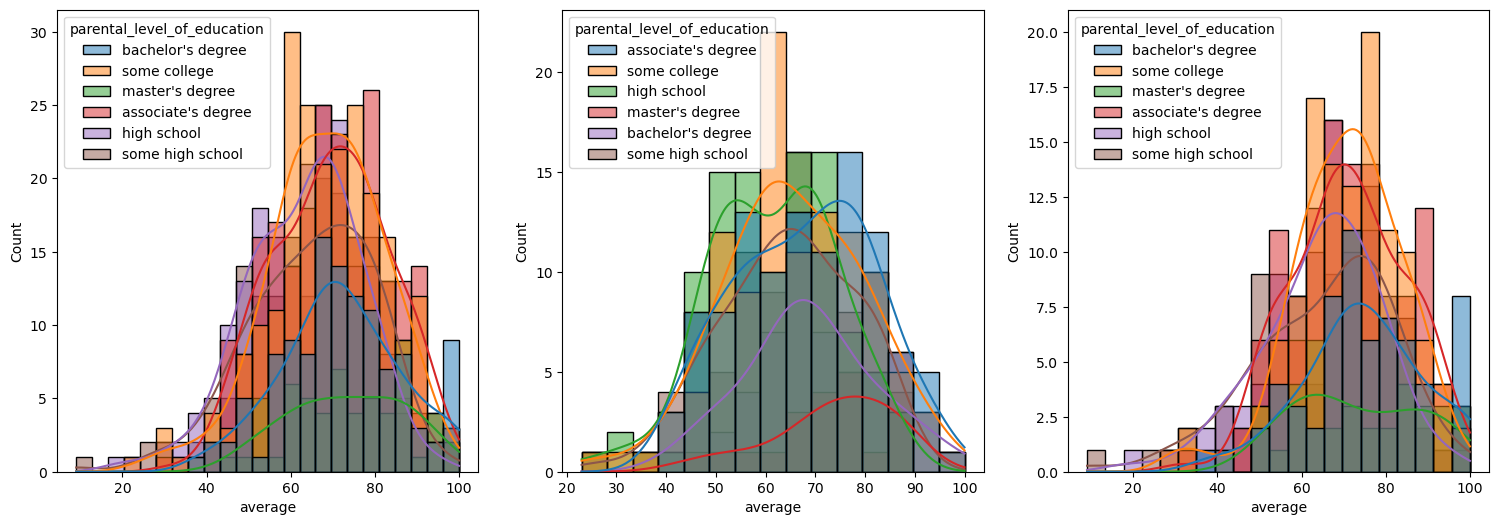 parental_level_of_education
bachelor's degree
some college
master's degree
associate's degree
high school
some high school
30
25
20
15
10
5
0
Count
20
40
60
80
100
average
parental_level_of_education
associate's degree
some college
high school
master's degree
bachelor's degree
some high school
20
15
10
5
0
Count
20
30
40
50
60
70
80
90
100
average
parental_level_of_education
bachelor's degree
some college
master's degree
associate's degree
high school
some high school
20.0
17.5
15.0
12.5
10.0
7.5
5.0
2.5
0.0
Count
20
40
60
80
100
average